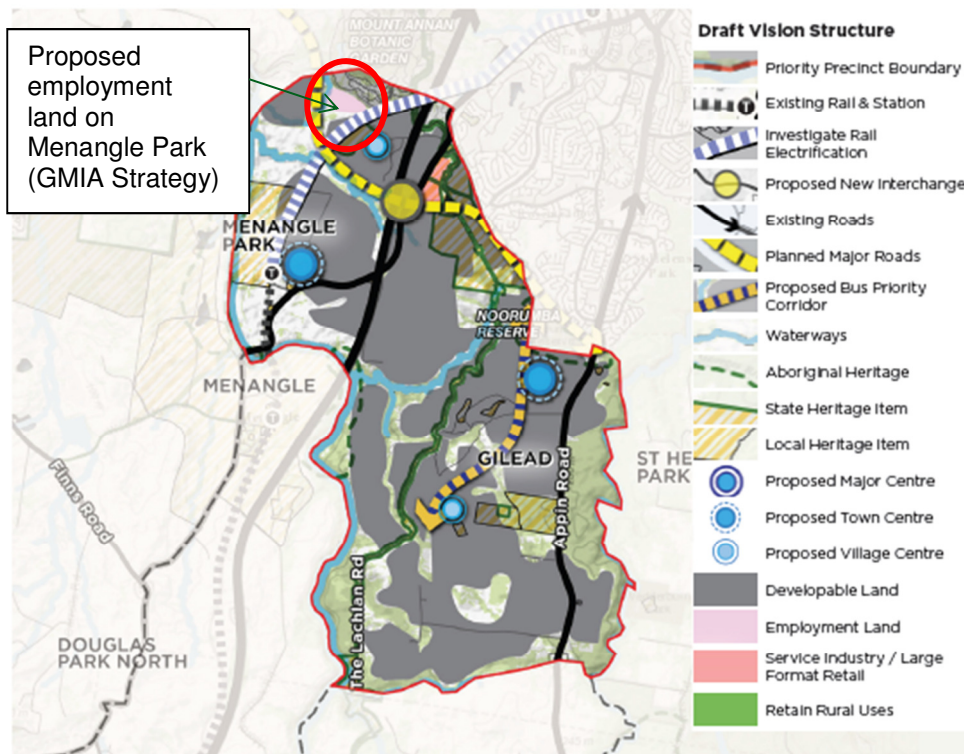 Proposed
employment
land on
Menangle Park
(GMIA Strategy)
MOUNT ANNAN
BOTANIC
GARDEN
MENANGLE
PARK
T
NOORUMBA
RESERVE
MENANGLE
T
GILEAD
ST HE
PARK
Appin Road
Finns Road
The Lachlan Rd
DOUGLAS
PARK NORTH
Draft Vision Structure
Priority Precinct Boundary
Existing Rail & Station
T
Investigate Rail
Electrification
Proposed New Interchange
Existing Roads
Planned Major Roads
Proposed Bus Priority
Corridor
Waterways
Aboriginal Heritage
State Heritage Item
Local Heritage Item
Proposed Major Centre
Proposed Town Centre
Proposed Village Centre
Developable Land
Employment Land
Service Industry / Large
Format Retail
Retain Rural Uses